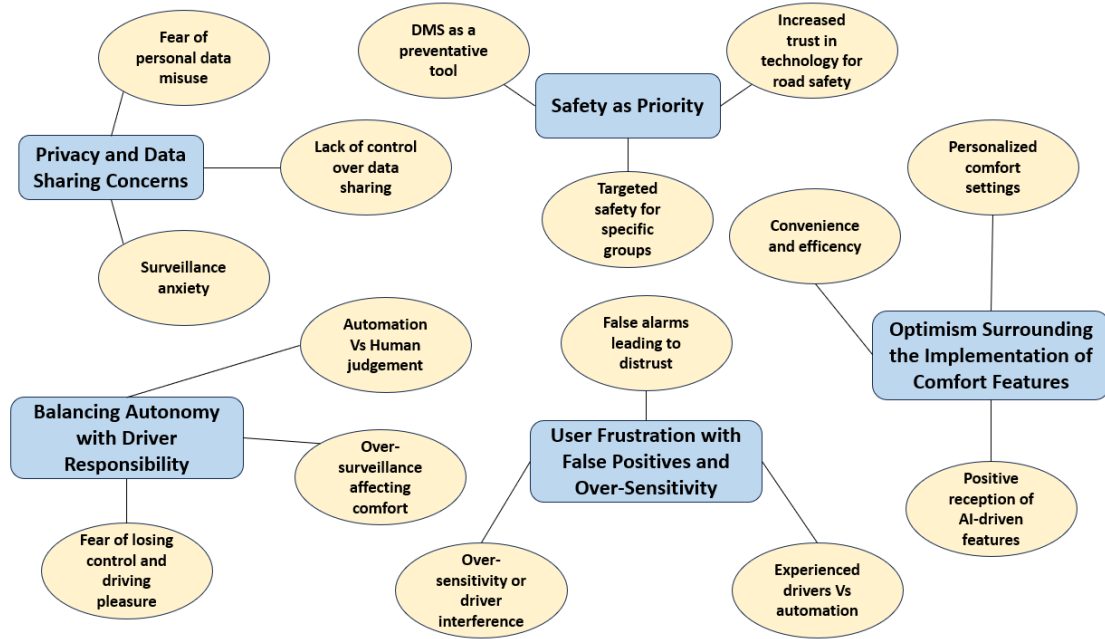 Fear of
personal data
misuse
Privacy and Data
Sharing Concerns
Lack of control
over data
sharing
Surveillance
anxiety
DMS as a
preventative
tool
Increased
trust in
technology for
road safety
Safety as Priority
Targeted
safety for
specific
groups
Personalized
comfort
settings
Convenience
and efficency
Optimism Surrounding
the Implementation of
Comfort Features
Positive
reception of
AI-driven
features
Automation
Vs Human
judgement
Balancing Autonomy
with Driver
Responsibility
Over-
surveillance
affecting
comfort
Fear of losing
control and
driving
pleasure
False alarms
leading to
distrust
User Frustration with
False Positives and
Over-Sensitivity
Over-
sensitivity or
driver
interference
Experienced
drivers Vs
automation